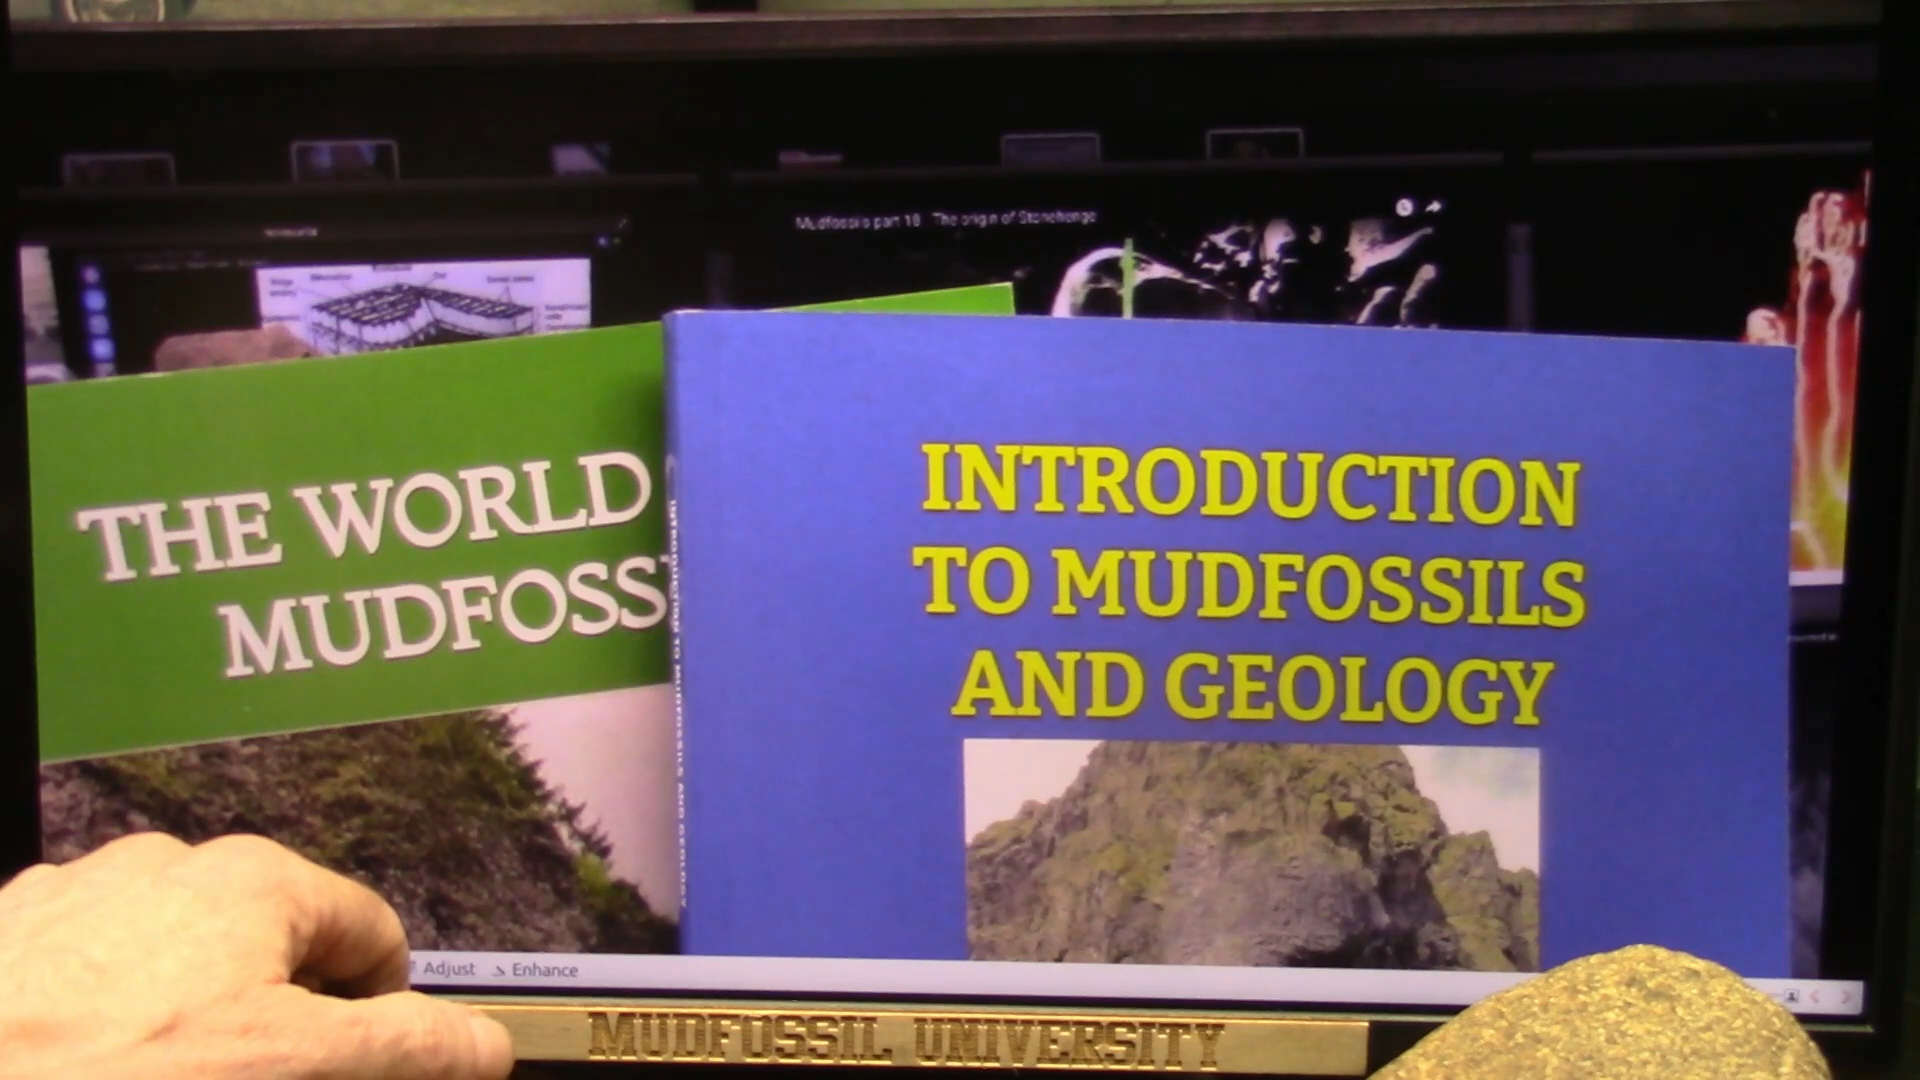 Mudfossils part 18 The origin of Stonehenge
THE WORLD
MUDFOSS
INTRODUCTION
TO MUDFOSSILS
AND GEOLOGY
INTRODUCTION TO MUDFOSSILS AND GEOLOGY
Adjust Enhance
MUDFOSSIL UNIVERSITY